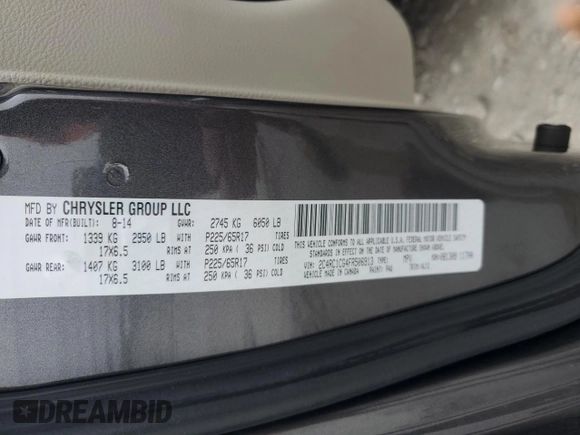 MFD BY CHRYSLER GROUP LLC
DATE OF MFR(BUILT): 8-14 GVWR: 2745 KG 6050 LB
GAWR FRONT: 1339 KG 2950 LB WITH P225/65R17 TIRES
17X6.5 RIMS AT 250 KPA ( 36 PSI) COLD
GAWR REAR: 1407 KG 3100 LB WITH P225/65R17 TIRES
17X6.5 RIMS AT 250 KPA ( 36 PSI) COLD
THIS VEHICLE CONFORMS TO ALL APPLICABLE U.S.A. FEDERAL MOTOR VEHICLE SAFETY
STANDARDS IN EFFECT ON THE DATE OF MANUFACTURE SHOWN ABOVE.
VIN: TYPE: MPV
VEHICLE MADE IN CANADA PAINT: TRIM:
DREAMBID